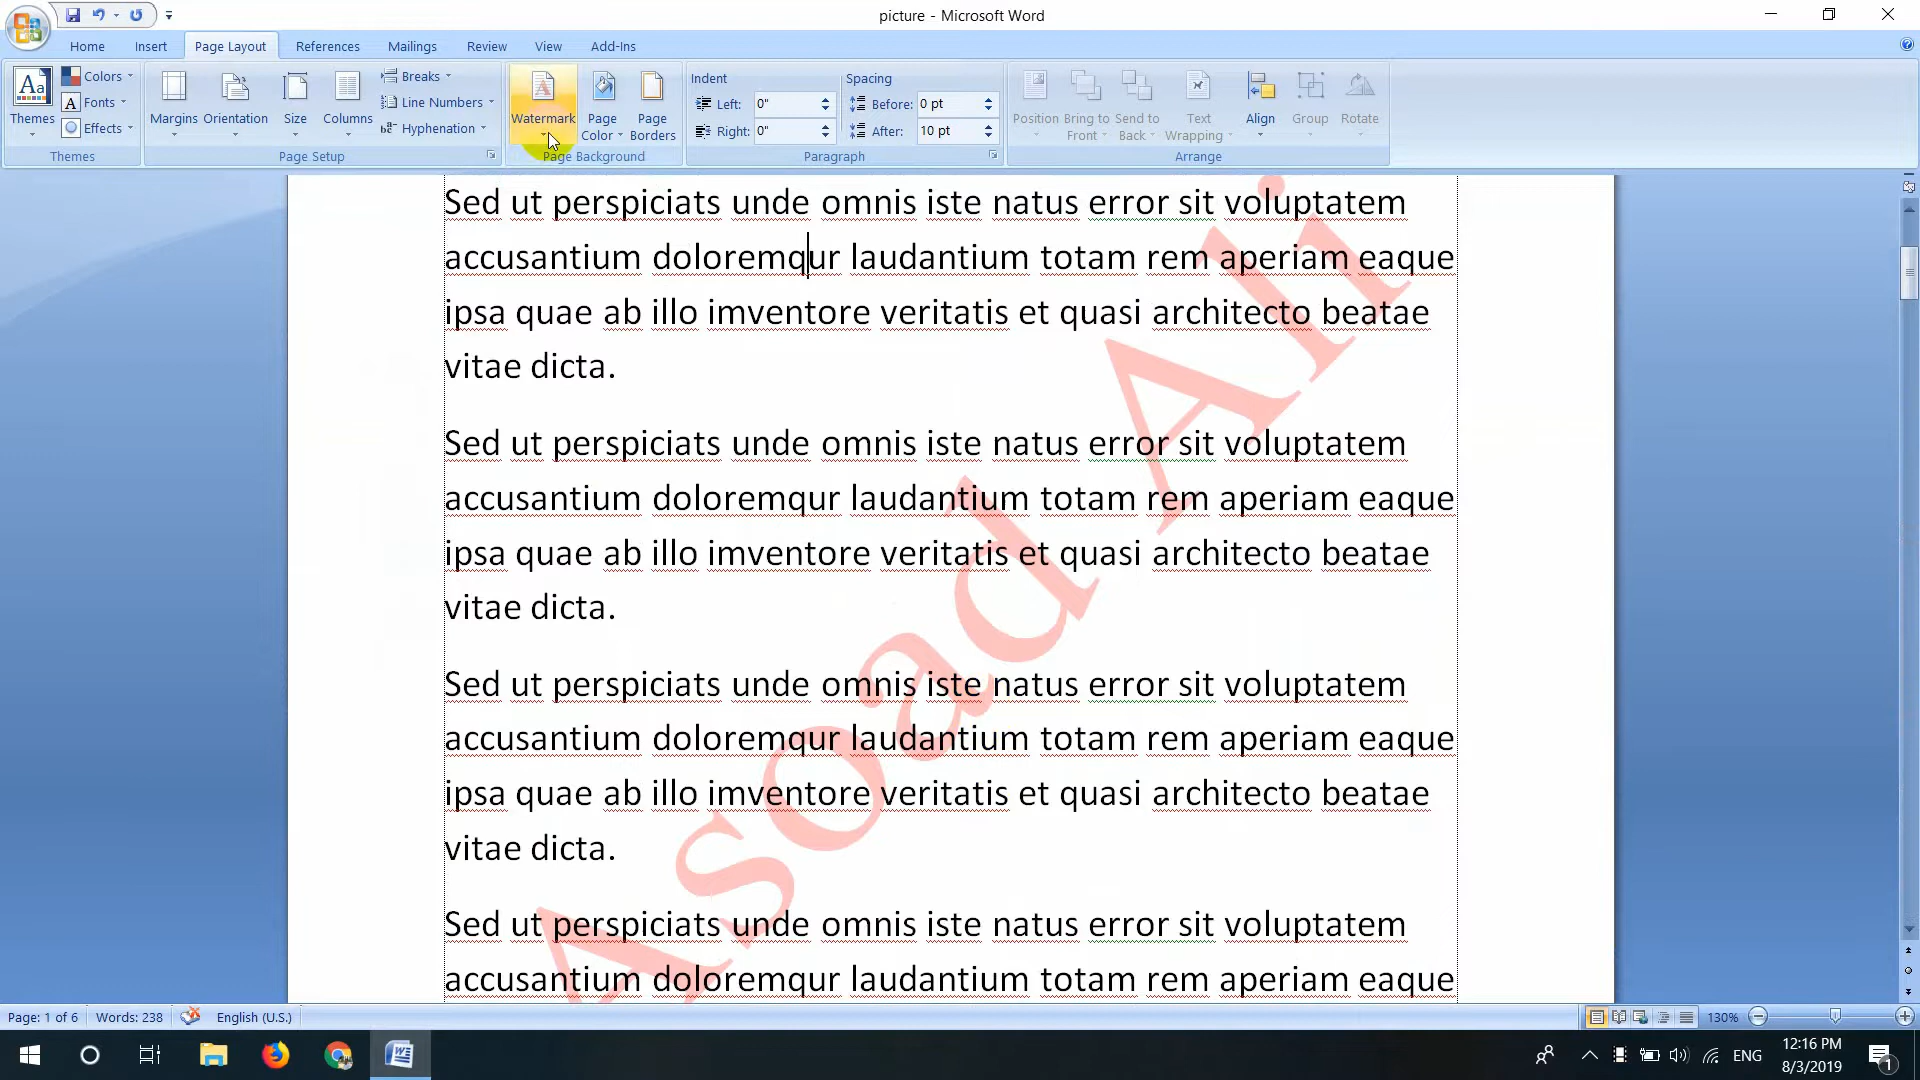 picture - Microsoft Word
Home Insert Page Layout References Mailings Review View Add-Ins
Aa Colors Breaks A Watermark Page Page Indent Spacing
A Fonts Line Numbers Left: 0" Before: 0 pt
Themes Effects Margins Orientation Size Columns Hyphenation Color Borders Right: 0" After: 10 pt Position Bring to Front Send to Back Text Wrapping Align Group Rotate
Themes Page Setup Page Background Paragraph Arrange
Sed ut perspiciats unde omnis iste natus error sit voluptatem
accusantium doloremqur laudantium totam rem aperiam eaque
ipsa quae ab illo imventore veritatis et quasi architecto beatae
vitae dicta.
Sed ut perspiciats unde omnis iste natus error sit voluptatem
accusantium doloremqur laudantium totam rem aperiam eaque
ipsa quae ab illo imventore veritatis et quasi architecto beatae
vitae dicta.
Sed ut perspiciats unde omnis iste natus error sit voluptatem
accusantium doloremqur laudantium totam rem aperiam eaque
ipsa quae ab illo imventore veritatis et quasi architecto beatae
vitae dicta.
Sed ut perspiciats unde omnis iste natus error sit voluptatem
accusantium doloremqur laudantium totam rem aperiam eaque
Asoad Ali
Page: 1 of 6 Words: 238 English (U.S.) 130%
ENG 12:16 PM
8/3/2019 1